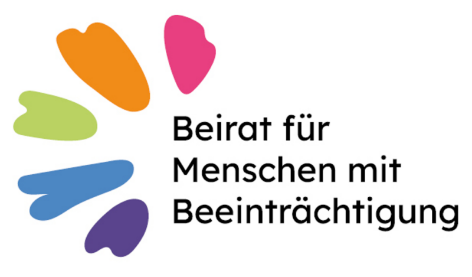 Beirat für
Menschen mit
Beeinträchtigung